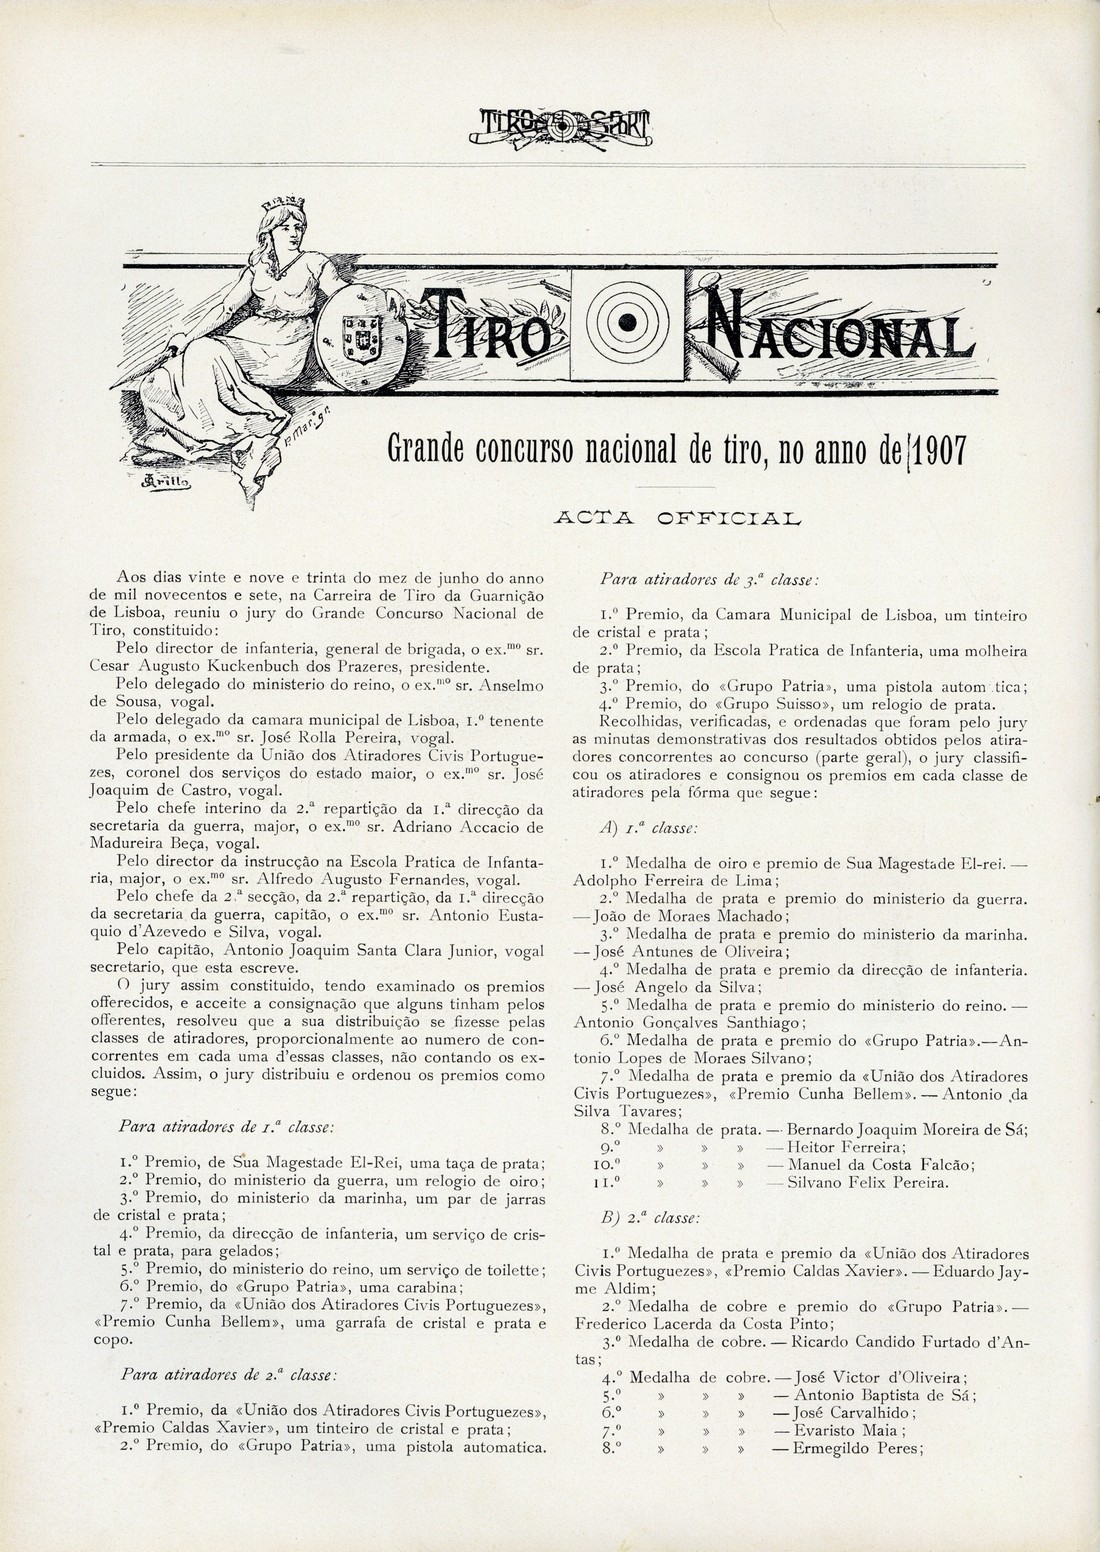 TIRO E SPORT
TIRO NACIONAL
P. Mar. gr.
Grillo
Grande concurso nacional de tiro, no anno de 1907
ACTA OFFICIAL
Aos dias vinte e nove e trinta do mez de junho do anno
de mil novecentos e sete, na Carreira de Tiro da Guarnição
de Lisboa, reuniu o jury do Grande Concurso Nacional de
Tiro, constituido:
Pelo director de infanteria, general de brigada, o ex.mo sr.
Cesar Augusto Kuckenbuch dos Prazeres, presidente.
Pelo delegado do ministerio do reino, o ex.mo sr. Anselmo
de Sousa, vogal.
Pelo delegado da camara municipal de Lisboa, 1.º tenente
da armada, o ex.mo sr. José Rolla Pereira, vogal.
Pelo presidente da União dos Atiradores Civis Portugue-
zes, coronel dos serviços do estado maior, o ex.mo sr. José
Joaquim de Castro, vogal.
Pelo chefe interino da 2.ª repartição da 1.ª direcção da
secretaria da guerra, major, o ex.mo sr. Adriano Accacio de
Madureira Beça, vogal.
Pelo director da instrucção na Escola Pratica de Infanta-
ria, major, o ex.mo sr. Alfredo Augusto Fernandes, vogal.
Pelo chefe da 2.ª secção, da 2.ª repartição, da 1.ª direcção
da secretaria da guerra, capitão, o ex.mo sr. Antonio Eusta-
quio d'Azevedo e Silva, vogal.
Pelo capitão, Antonio Joaquim Santa Clara Junior, vogal
secretario, que esta escreve.
O jury assim constituido, tendo examinado os premios
offerecidos, e acceite a consignação que alguns tinham pelos
offerentes, resolveu que a sua distribuição se fizesse pelas
classes de atiradores, proporcionalmente ao numero de con-
correntes em cada uma d'essas classes, não contando os ex-
cluidos. Assim, o jury distribuiu e ordenou os premios como
segue:
Para atiradores de 1.ª classe:
1.º Premio, de Sua Magestade El-Rei, uma taça de prata;
2.º Premio, do ministerio da guerra, um relogio de oiro;
3.º Premio, do ministerio da marinha, um par de jarras
de cristal e prata;
4.º Premio, da direcção de infanteria, um serviço de cris-
tal e prata, para gelados;
5.º Premio, do ministerio do reino, um serviço de toilette;
6.º Premio, do «Grupo Patria», uma carabina;
7.º Premio, da «União dos Atiradores Civis Portuguezes»,
«Premio Cunha Bellem», uma garrafa de cristal e prata e
copo.
Para atiradores de 2.ª classe:
1.º Premio, da «União dos Atiradores Civis Portuguezes»,
«Premio Caldas Xavier», um tinteiro de cristal e prata;
2.º Premio, do «Grupo Patria», uma pistola automatica.
Para atiradores de 3.ª classe:
1.º Premio, da Camara Municipal de Lisboa, um tinteiro
de cristal e prata;
2.º Premio, da Escola Pratica de Infanteria, uma molheira
de prata;
3.º Premio, do «Grupo Patria», uma pistola autom tica;
4.º Premio, do «Grupo Suisso», um relogio de prata.
Recolhidas, verificadas, e ordenadas que foram pelo jury
as minutas demonstrativas dos resultados obtidos pelos atira-
dores concorrentes ao concurso (parte geral), o jury classifi-
cou os atiradores e consignou os premios em cada classe de
atiradores pela fórma que segue:
A) 1.ª classe:
1.º Medalha de oiro e premio de Sua Magestade El-rei. —
Adolpho Ferreira de Lima;
2.º Medalha de prata e premio do ministerio da guerra.
— João de Moraes Machado;
3.º Medalha de prata e premio do ministerio da marinha.
— José Antunes de Oliveira;
4.º Medalha de prata e premio da direcção de infanteria.
— José Angelo da Silva;
5.º Medalha de prata e premio do ministerio do reino. —
Antonio Gonçalves Santhiago;
6.º Medalha de prata e premio do «Grupo Patria».—An-
tonio Lopes de Moraes Silvano;
7.º Medalha de prata e premio da «União dos Atiradores
Civis Portuguezes», «Premio Cunha Bellem». — Antonio da
Silva Tavares;
8.º Medalha de prata. — Bernardo Joaquim Moreira de Sá;
9.º » » » — Heitor Ferreira;
10.º » » » — Manuel da Costa Falcão;
11.º » » » — Silvano Felix Pereira.
B) 2.ª classe:
1.º Medalha de prata e premio da «União dos Atiradores
Civis Portuguezes», «Premio Caldas Xavier». — Eduardo Jay-
me Aldim;
2.º Medalha de cobre e premio do «Grupo Patria». —
Frederico Lacerda da Costa Pinto;
3.º Medalha de cobre. — Ricardo Candido Furtado d'An-
tas;
4.º Medalha de cobre. — José Victor d'Oliveira;
5.º » » » — Antonio Baptista de Sá;
6.º » » » — José Carvalhido;
7.º » » » — Evaristo Maia;
8.º » » » — Ermegildo Peres;